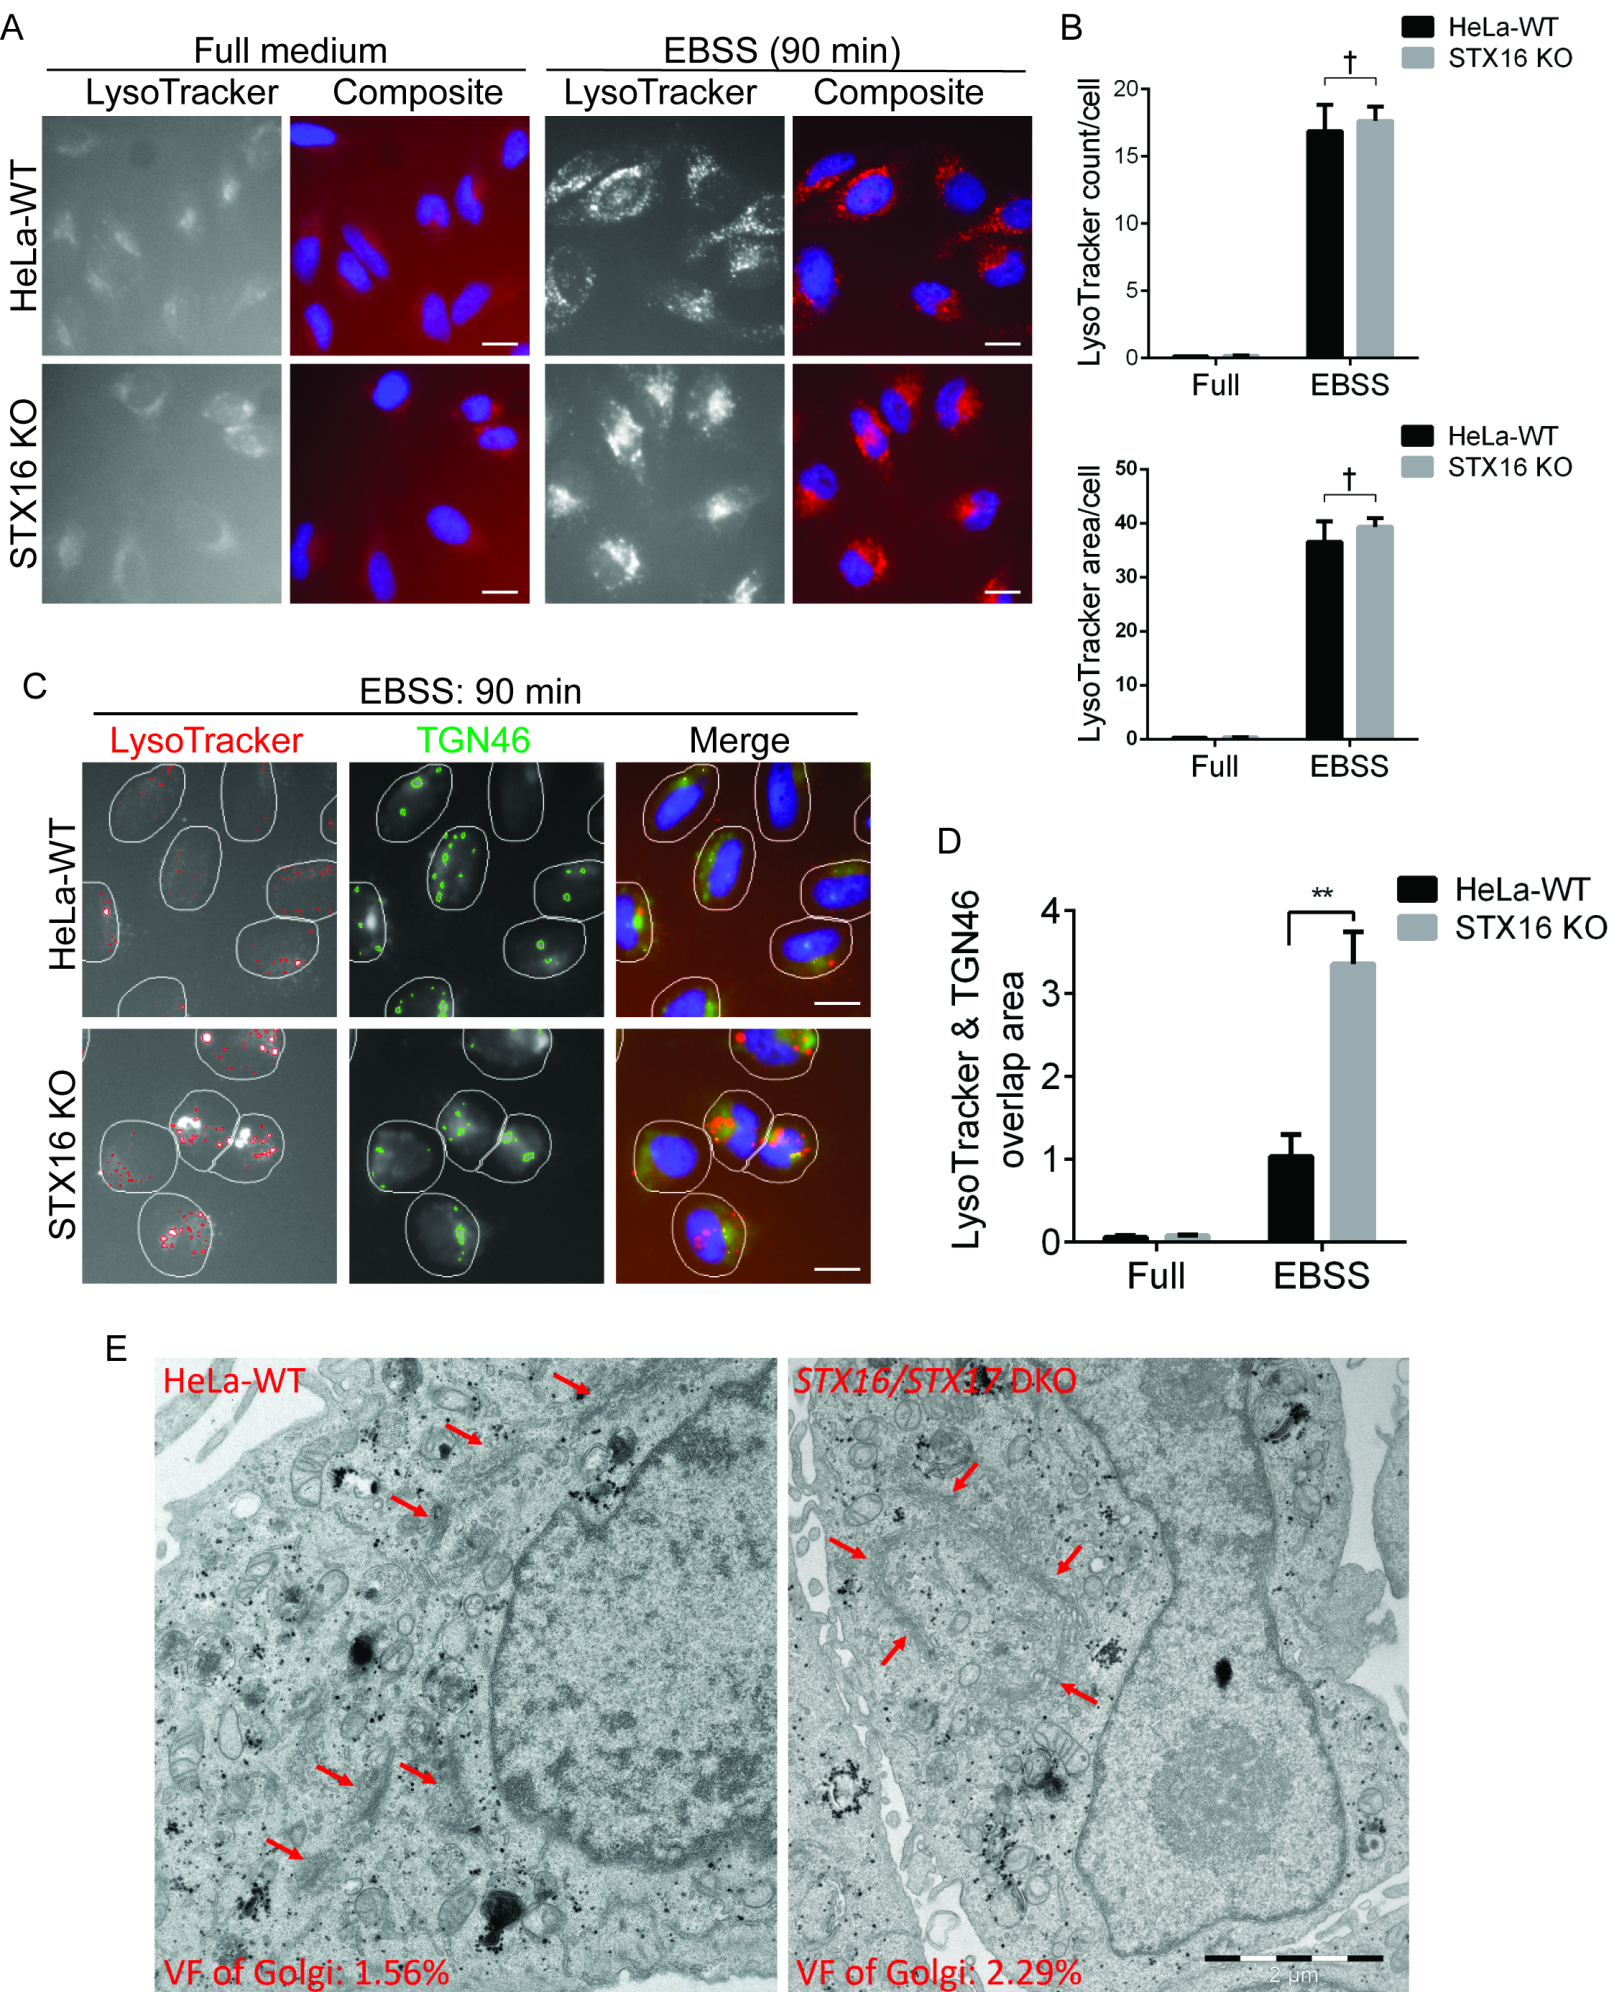 A
Full medium
EBSS (90 min)
LysoTracker
Composite
LysoTracker
Composite
HeLa-WT
STX16 KO
B
HeLa-WT
STX16 KO
†
LysoTracker count/cell
20
15
10
5
0
Full
EBSS
HeLa-WT
STX16 KO
†
LysoTracker area/cell
50
40
30
20
10
0
Full
EBSS
C
EBSS: 90 min
LysoTracker
TGN46
Merge
HeLa-WT
STX16 KO
D
HeLa-WT
STX16 KO
**
LysoTracker & TGN46
overlap area
4
3
2
1
0
Full
EBSS
E
HeLa-WT
STX16/STX17 DKO
VF of Golgi: 1.56%
VF of Golgi: 2.29%
2 µm